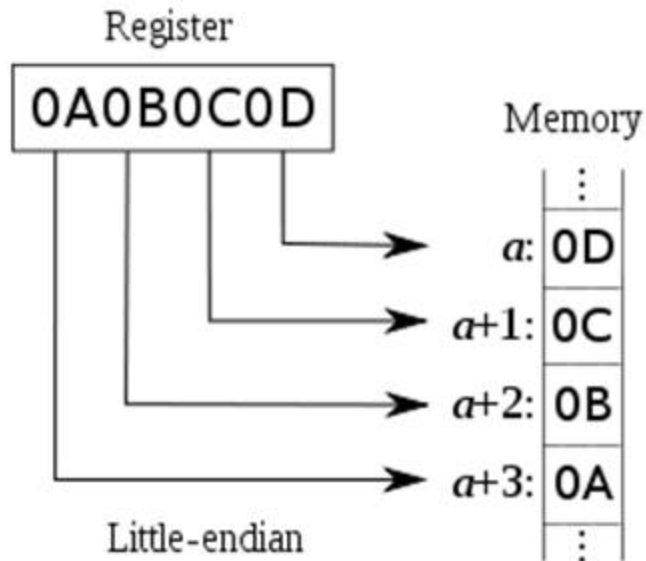 Register
0A0B0C0D
Memory
⋮
a: 0D
a+1: 0C
a+2: 0B
a+3: 0A
⋮
Little-endian